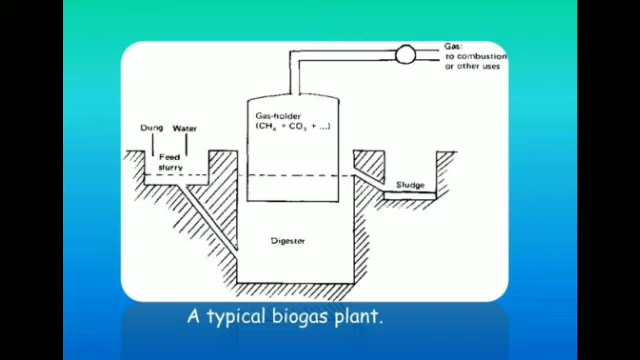 Gas:
to combustion
or other uses
Gas-holder
(CH₄ + CO₂ + ...)
Dung Water
Feed
slurry
Sludge
Digester
A typical biogas plant.